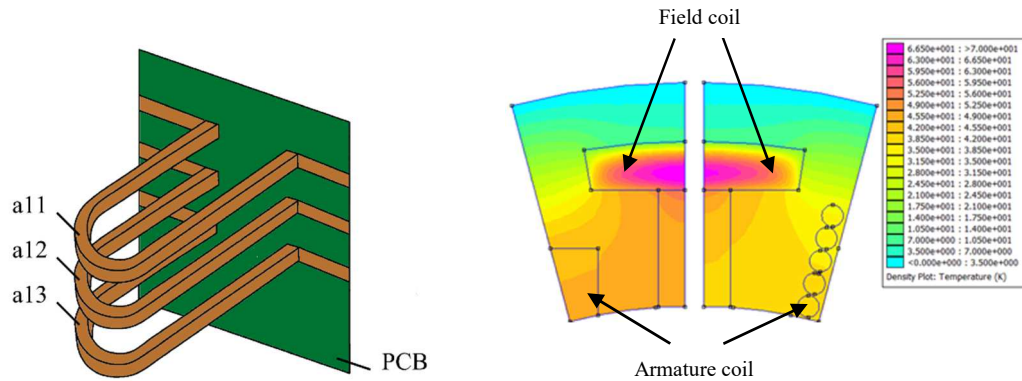 a11
a12
a13
PCB
Field coil
6.650e+001 : >7.000e+001
6.300e+001 : 6.650e+001
5.950e+001 : 6.300e+001
5.600e+001 : 5.950e+001
5.250e+001 : 5.600e+001
4.900e+001 : 5.250e+001
4.550e+001 : 4.900e+001
4.200e+001 : 4.550e+001
3.850e+001 : 4.200e+001
3.500e+001 : 3.850e+001
3.150e+001 : 3.500e+001
2.800e+001 : 3.150e+001
2.450e+001 : 2.800e+001
2.100e+001 : 2.450e+001
1.750e+001 : 2.100e+001
1.400e+001 : 1.750e+001
1.050e+001 : 1.400e+001
7.000e+000 : 1.050e+001
3.500e+000 : 7.000e+000
<0.000e+000 : 3.500e+000
Density Plot: Temperature (K)
Armature coil